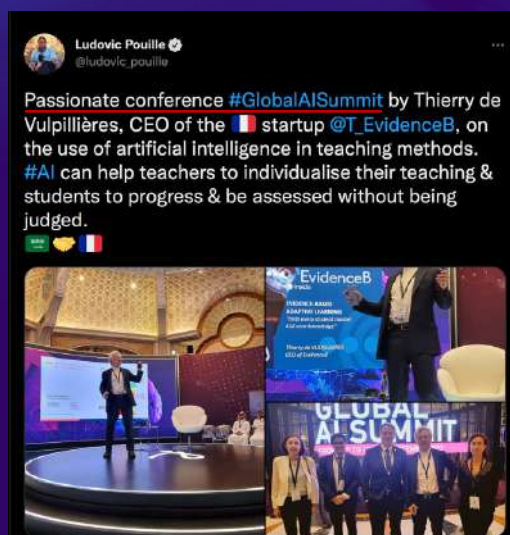 Ludovic Pouille
@ludovic_pouille
Passionate conference #GlobalAISummit by Thierry de
Vulpillières, CEO of the 🇫🇷 startup @T_EvidenceB, on
the use of artificial intelligence in teaching methods.
#AI can help teachers to individualise their teaching &
students to progress & be assessed without being
judged.
🇸🇦🤝🇫🇷
EvidenceB
EVIDENCE-BASED
ADAPTIVE LEARNING
CEO of EvidenceB
GLOBAL
AI SUMMIT